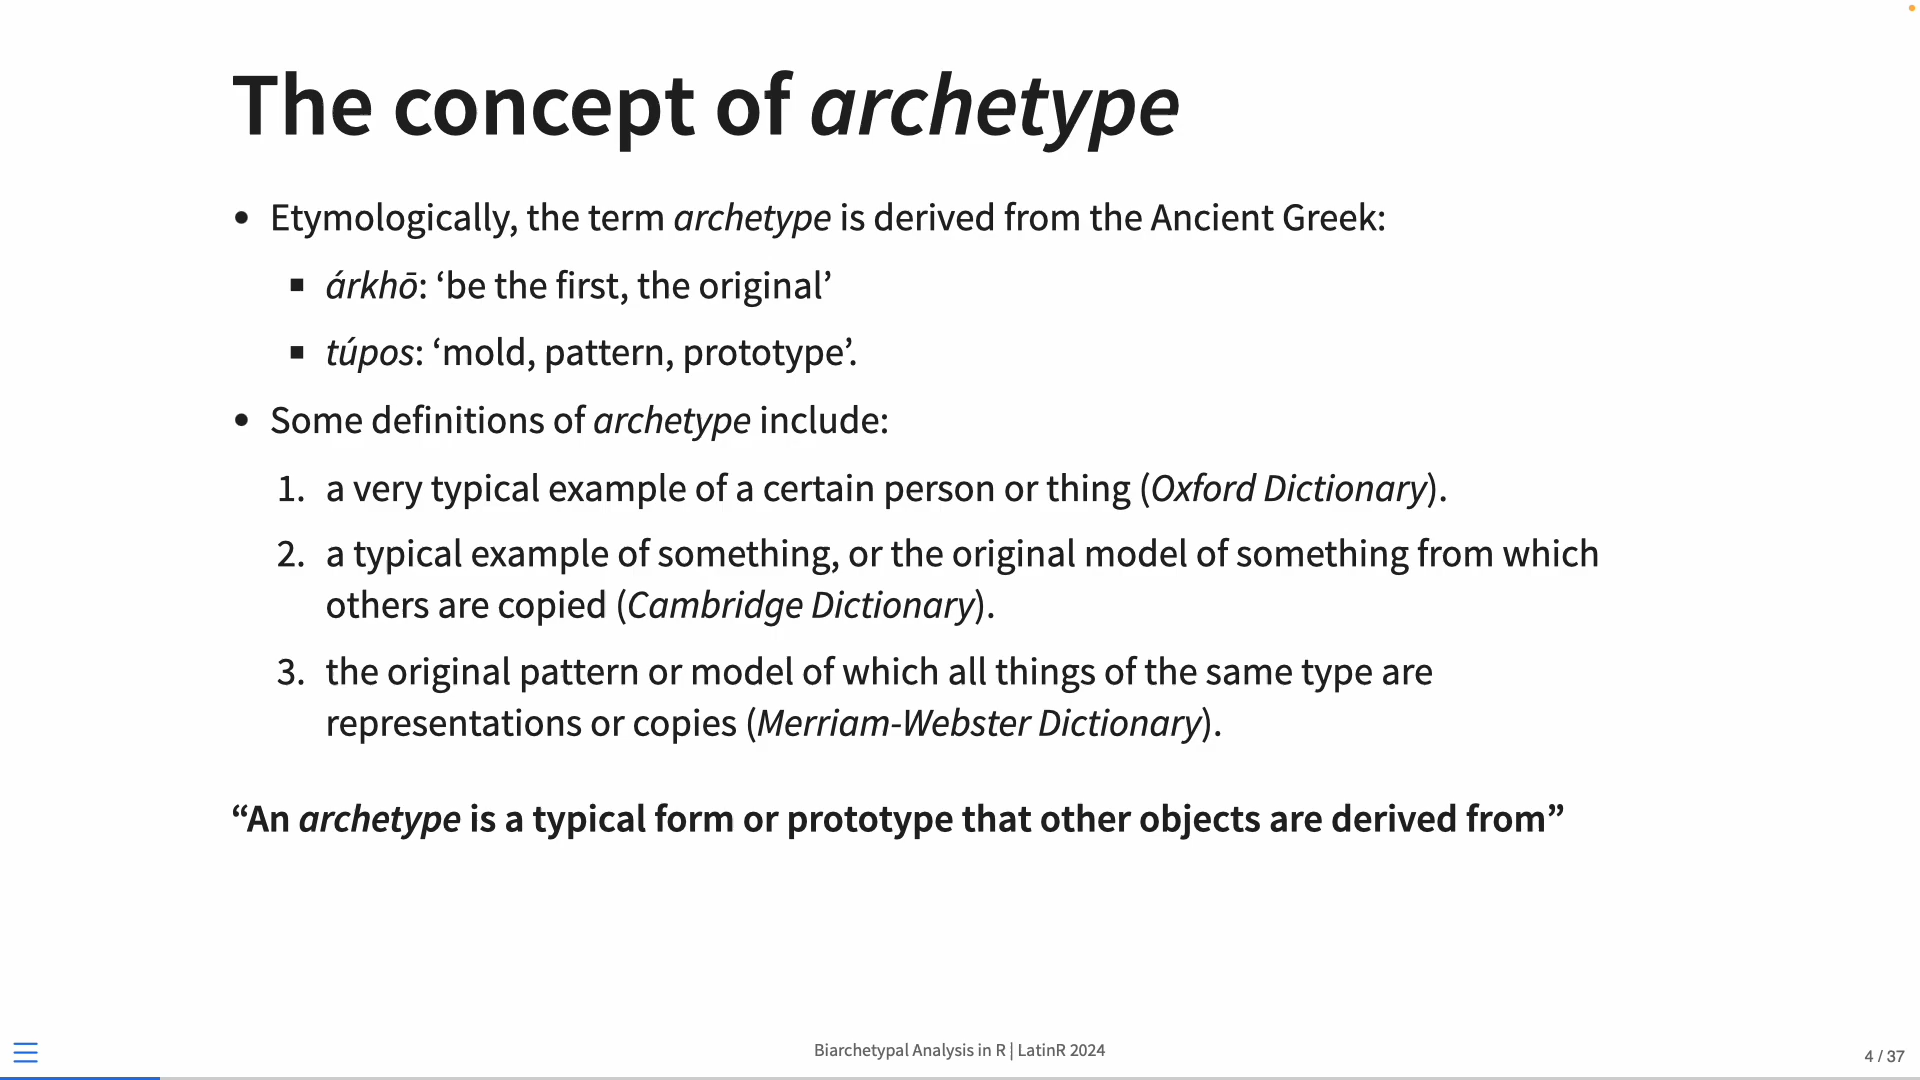 The concept of archetype
• Etymologically, the term archetype is derived from the Ancient Greek:
▪ árkhō: ‘be the first, the original’
▪ túpos: ‘mold, pattern, prototype’.
• Some definitions of archetype include:
1. a very typical example of a certain person or thing (Oxford Dictionary).
2. a typical example of something, or the original model of something from which
others are copied (Cambridge Dictionary).
3. the original pattern or model of which all things of the same type are
representations or copies (Merriam-Webster Dictionary).
“An archetype is a typical form or prototype that other objects are derived from”
Biarchetypal Analysis in R | LatinR 2024
4 / 37